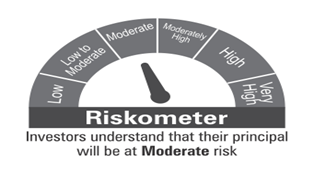 Low
Low to
Moderate
Moderate
Moderately
High
High
Very
High
Riskometer
Investors understand that their principal
will be at Moderate risk